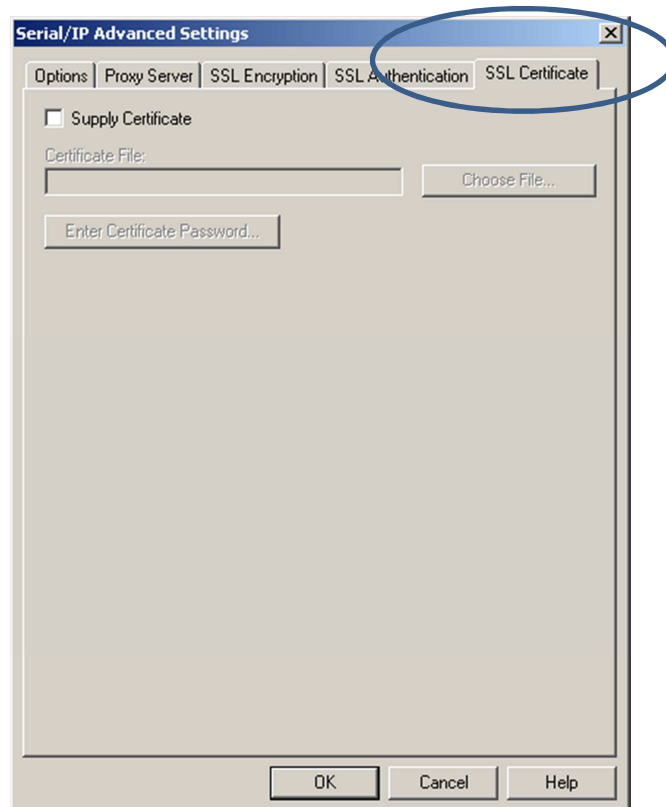 Serial/IP Advanced Settings
Options Proxy Server SSL Encryption SSL Authentication SSL Certificate
Supply Certificate
Certificate File:
Choose File...
Enter Certificate Password...
OK Cancel Help